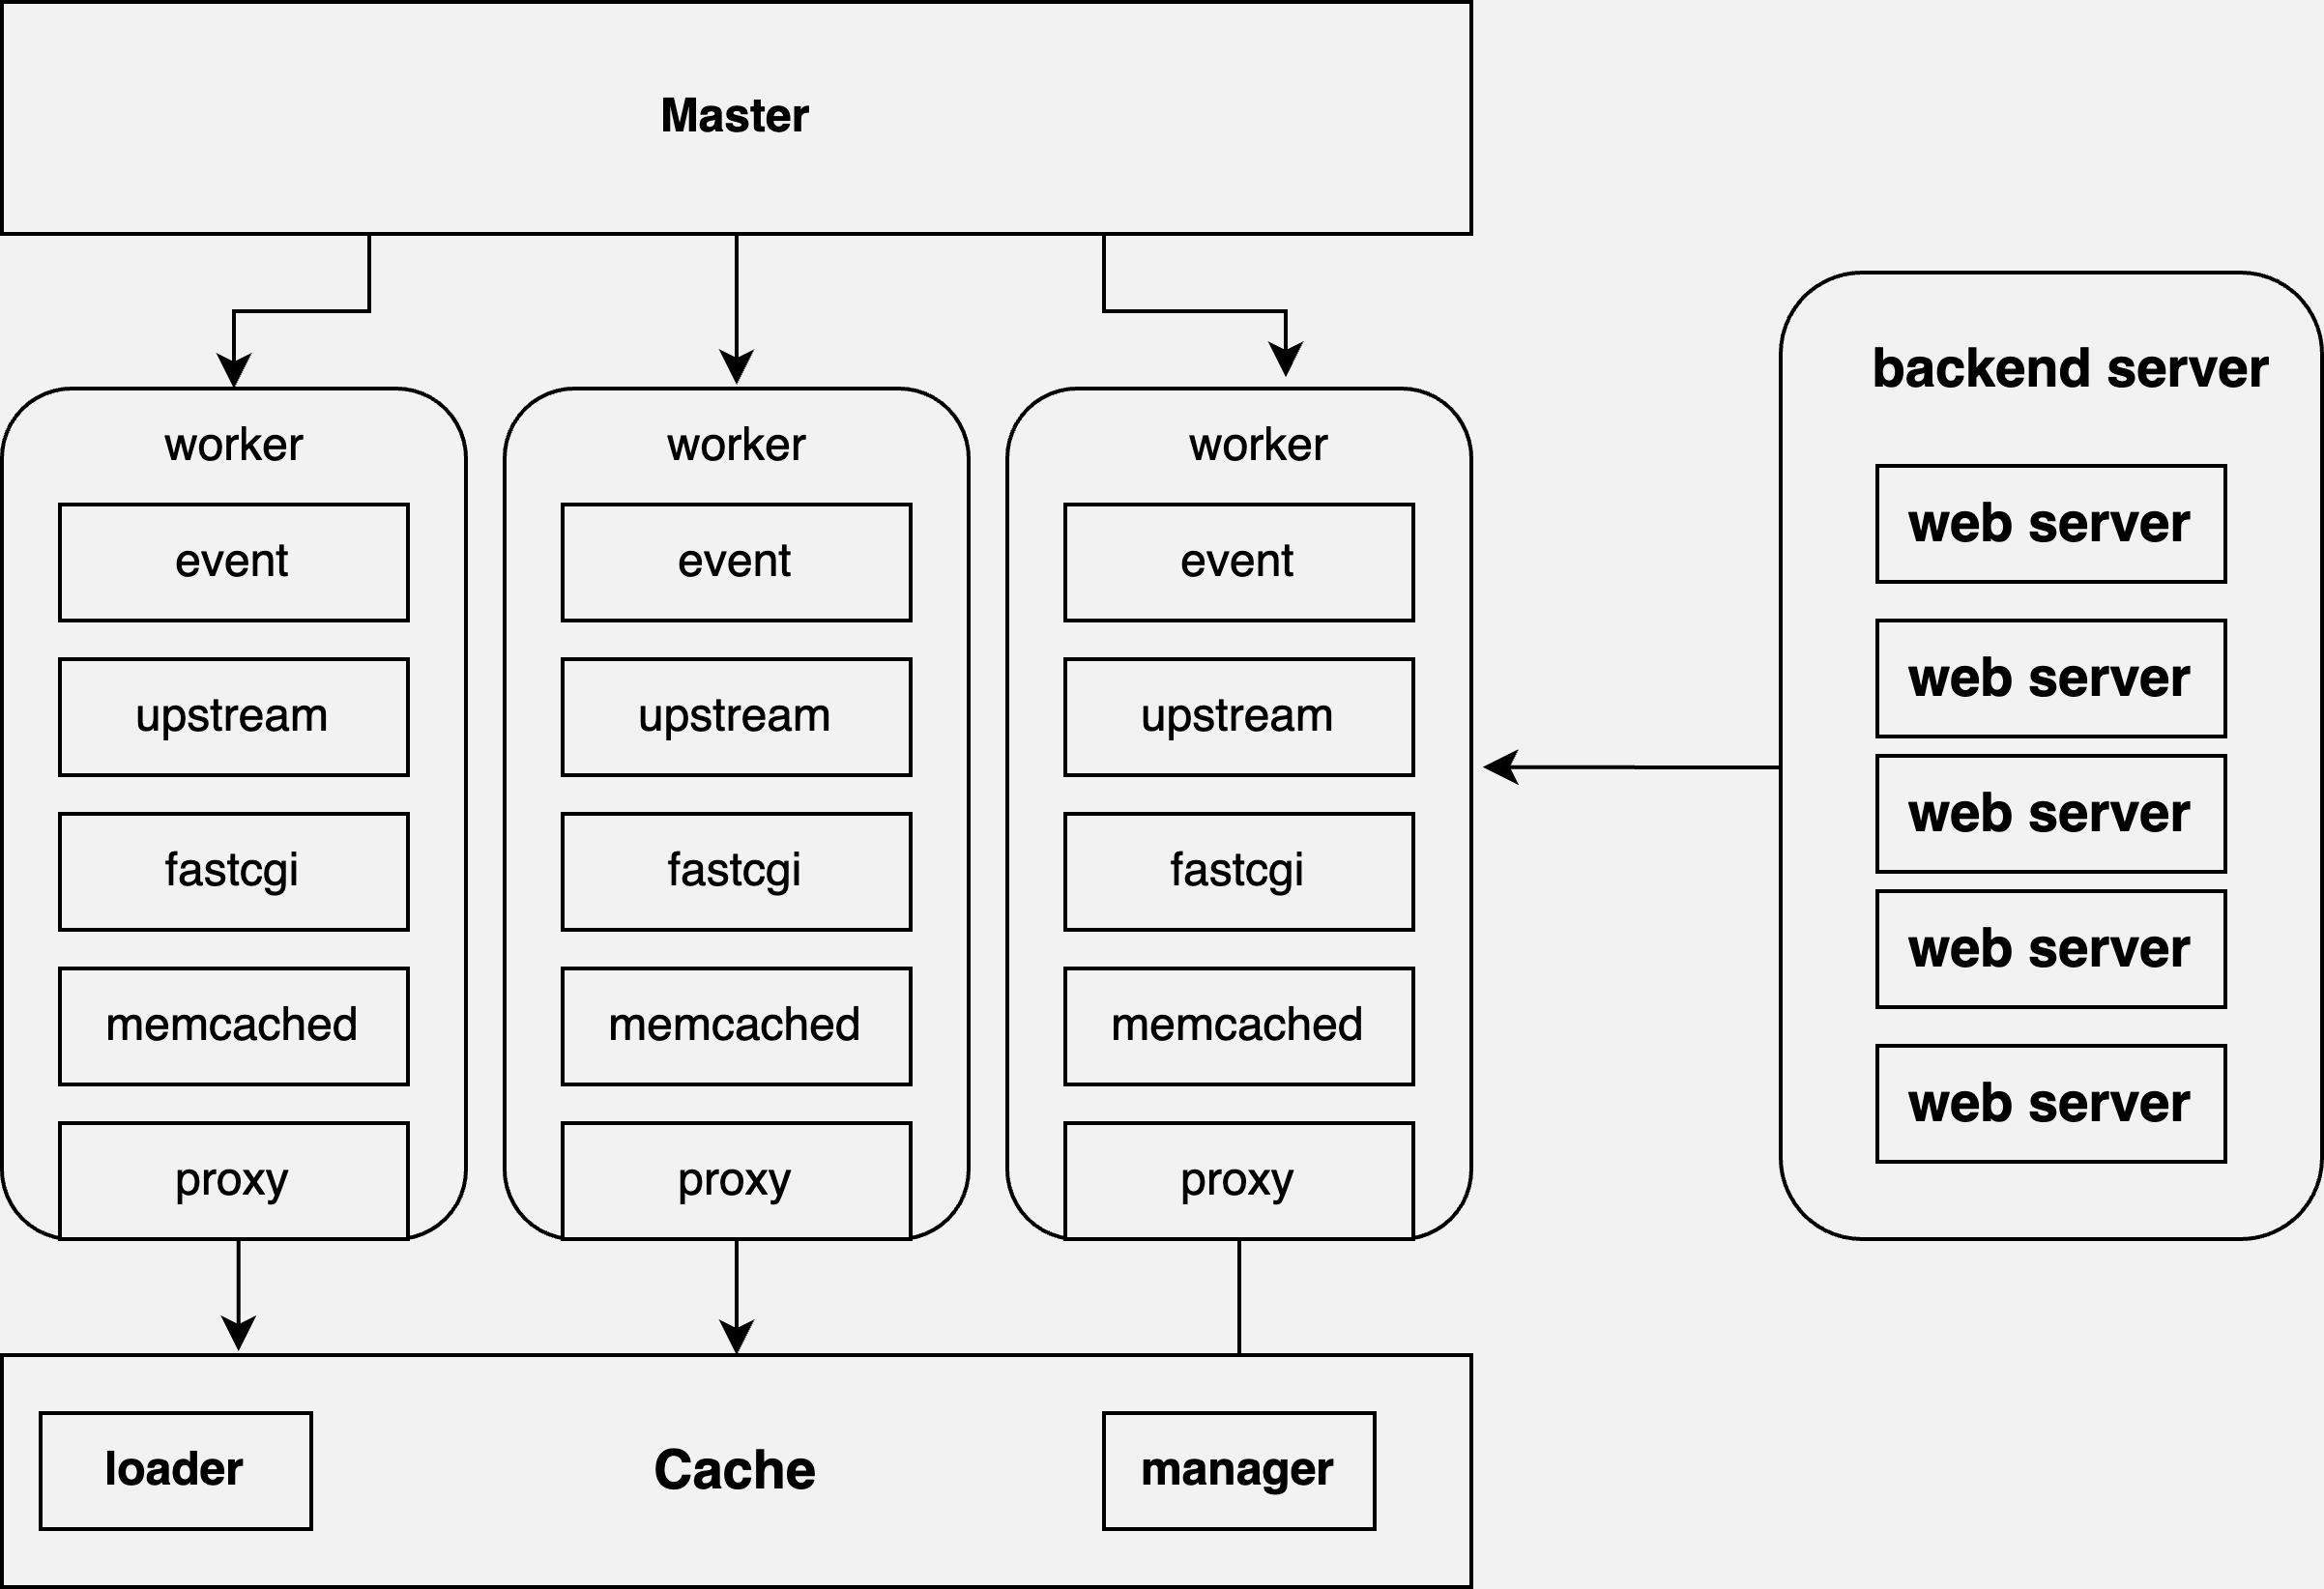 Master
worker
event
upstream
fastcgi
memcached
proxy
worker
event
upstream
fastcgi
memcached
proxy
worker
event
upstream
fastcgi
memcached
proxy
backend server
web server
web server
web server
web server
web server
loader
Cache
manager